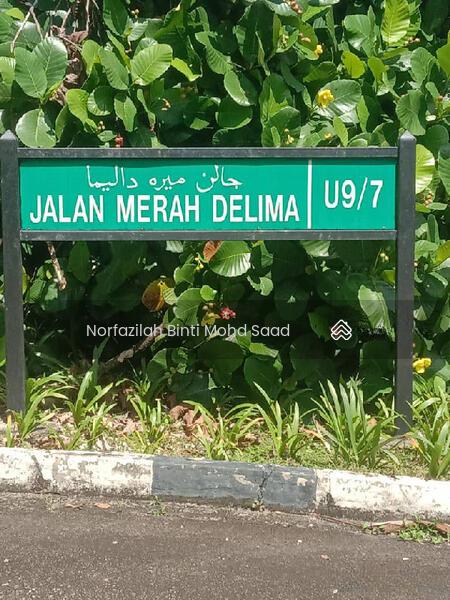 جالن ميره داليما
JALAN MERAH DELIMA
U9/7
Norfazilah Binti Mohd Saad